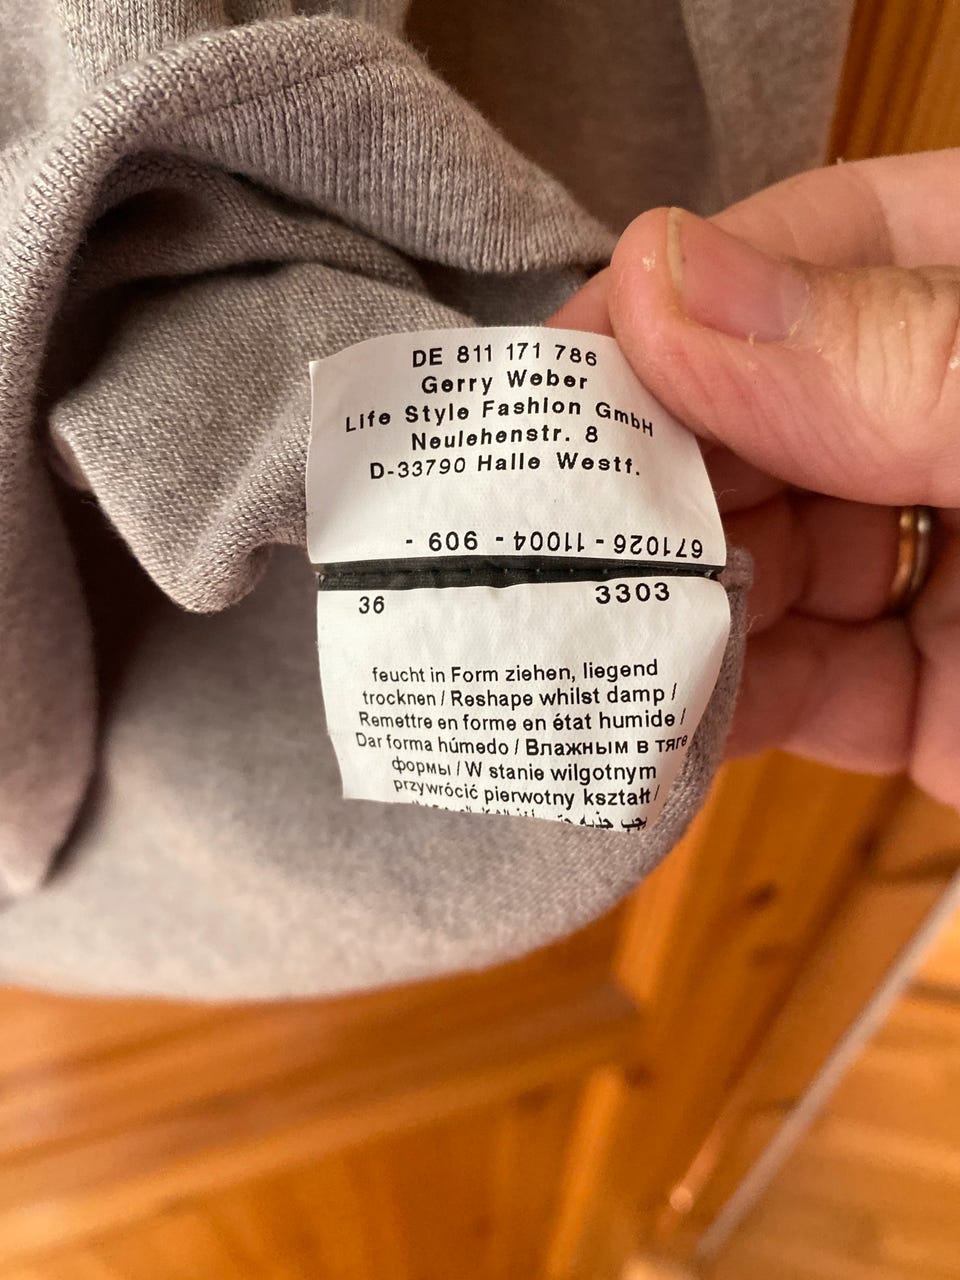 DE 811 171 786
Gerry Weber
Life Style Fashion GmbH
Neulehenstr. 8
D-33790 Halle Westf.
671026 - 11004 - 909 -
36 3303
feucht in Form ziehen, liegend
trocknen / Reshape whilst damp /
Remettre en forme en état humide /
Dar forma húmedo / Влажным в тяге
формы / W stanie wilgotnym
przywrócić pierwotny kształt /